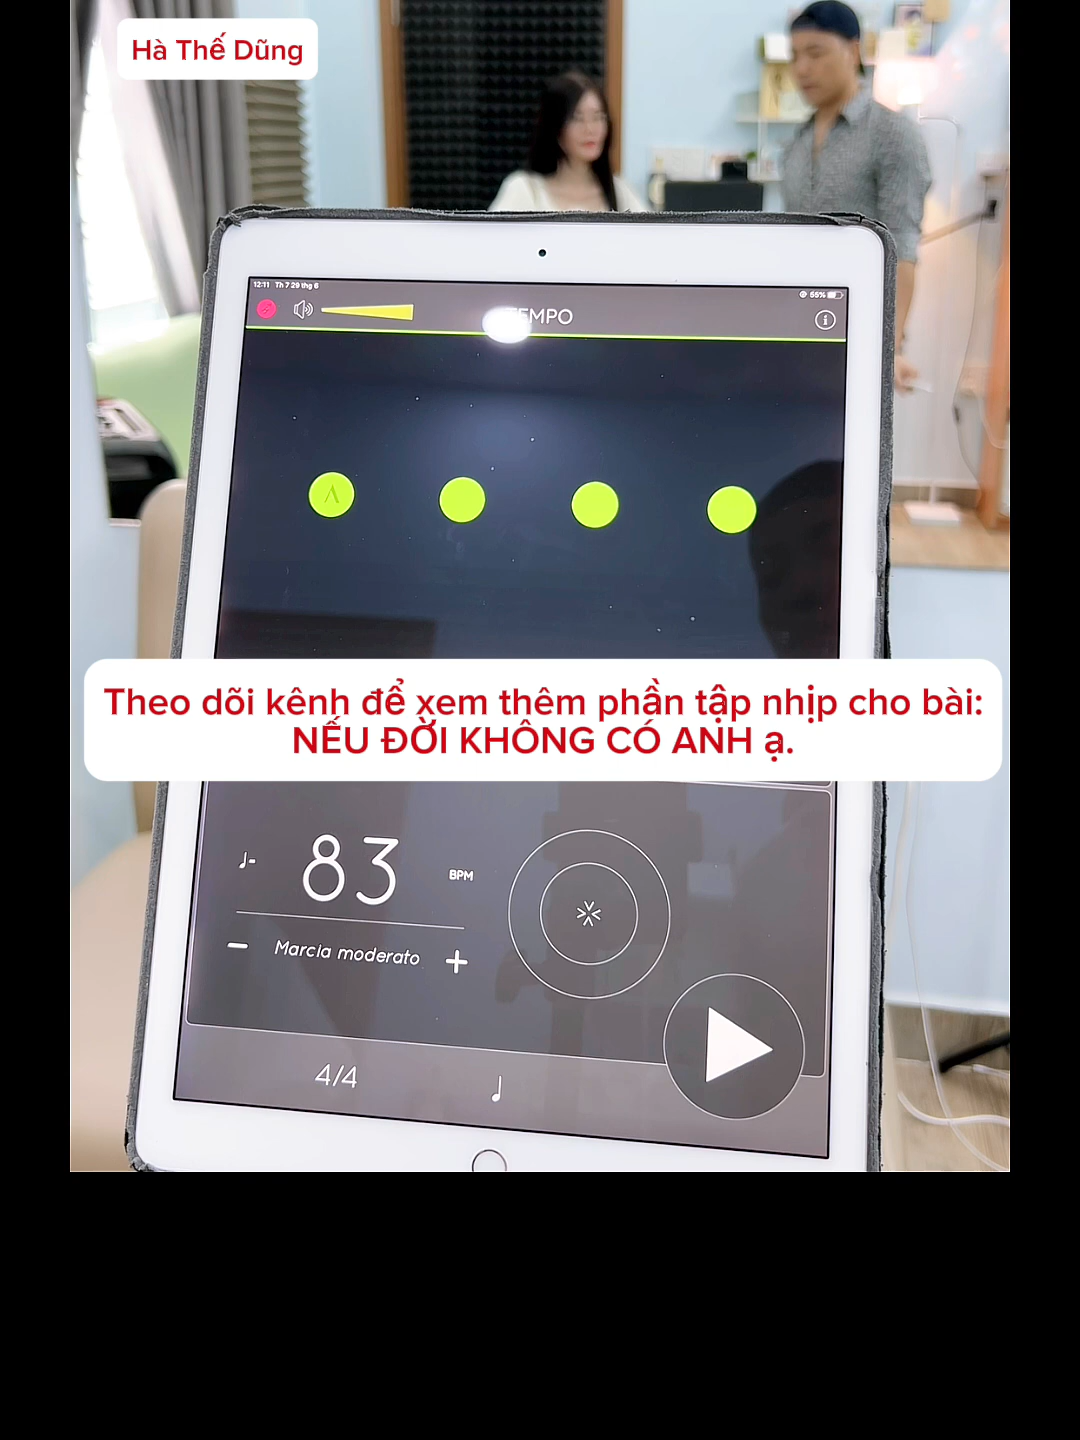 Hà Thế Dũng
12:11 Th 7 29 thg 6
55%
TEMPO
Theo dõi kênh để xem thêm phần tập nhịp cho bài:
NẾU ĐỜI KHÔNG CÓ ANH ạ.
83
BPM
Marcia moderato
4/4